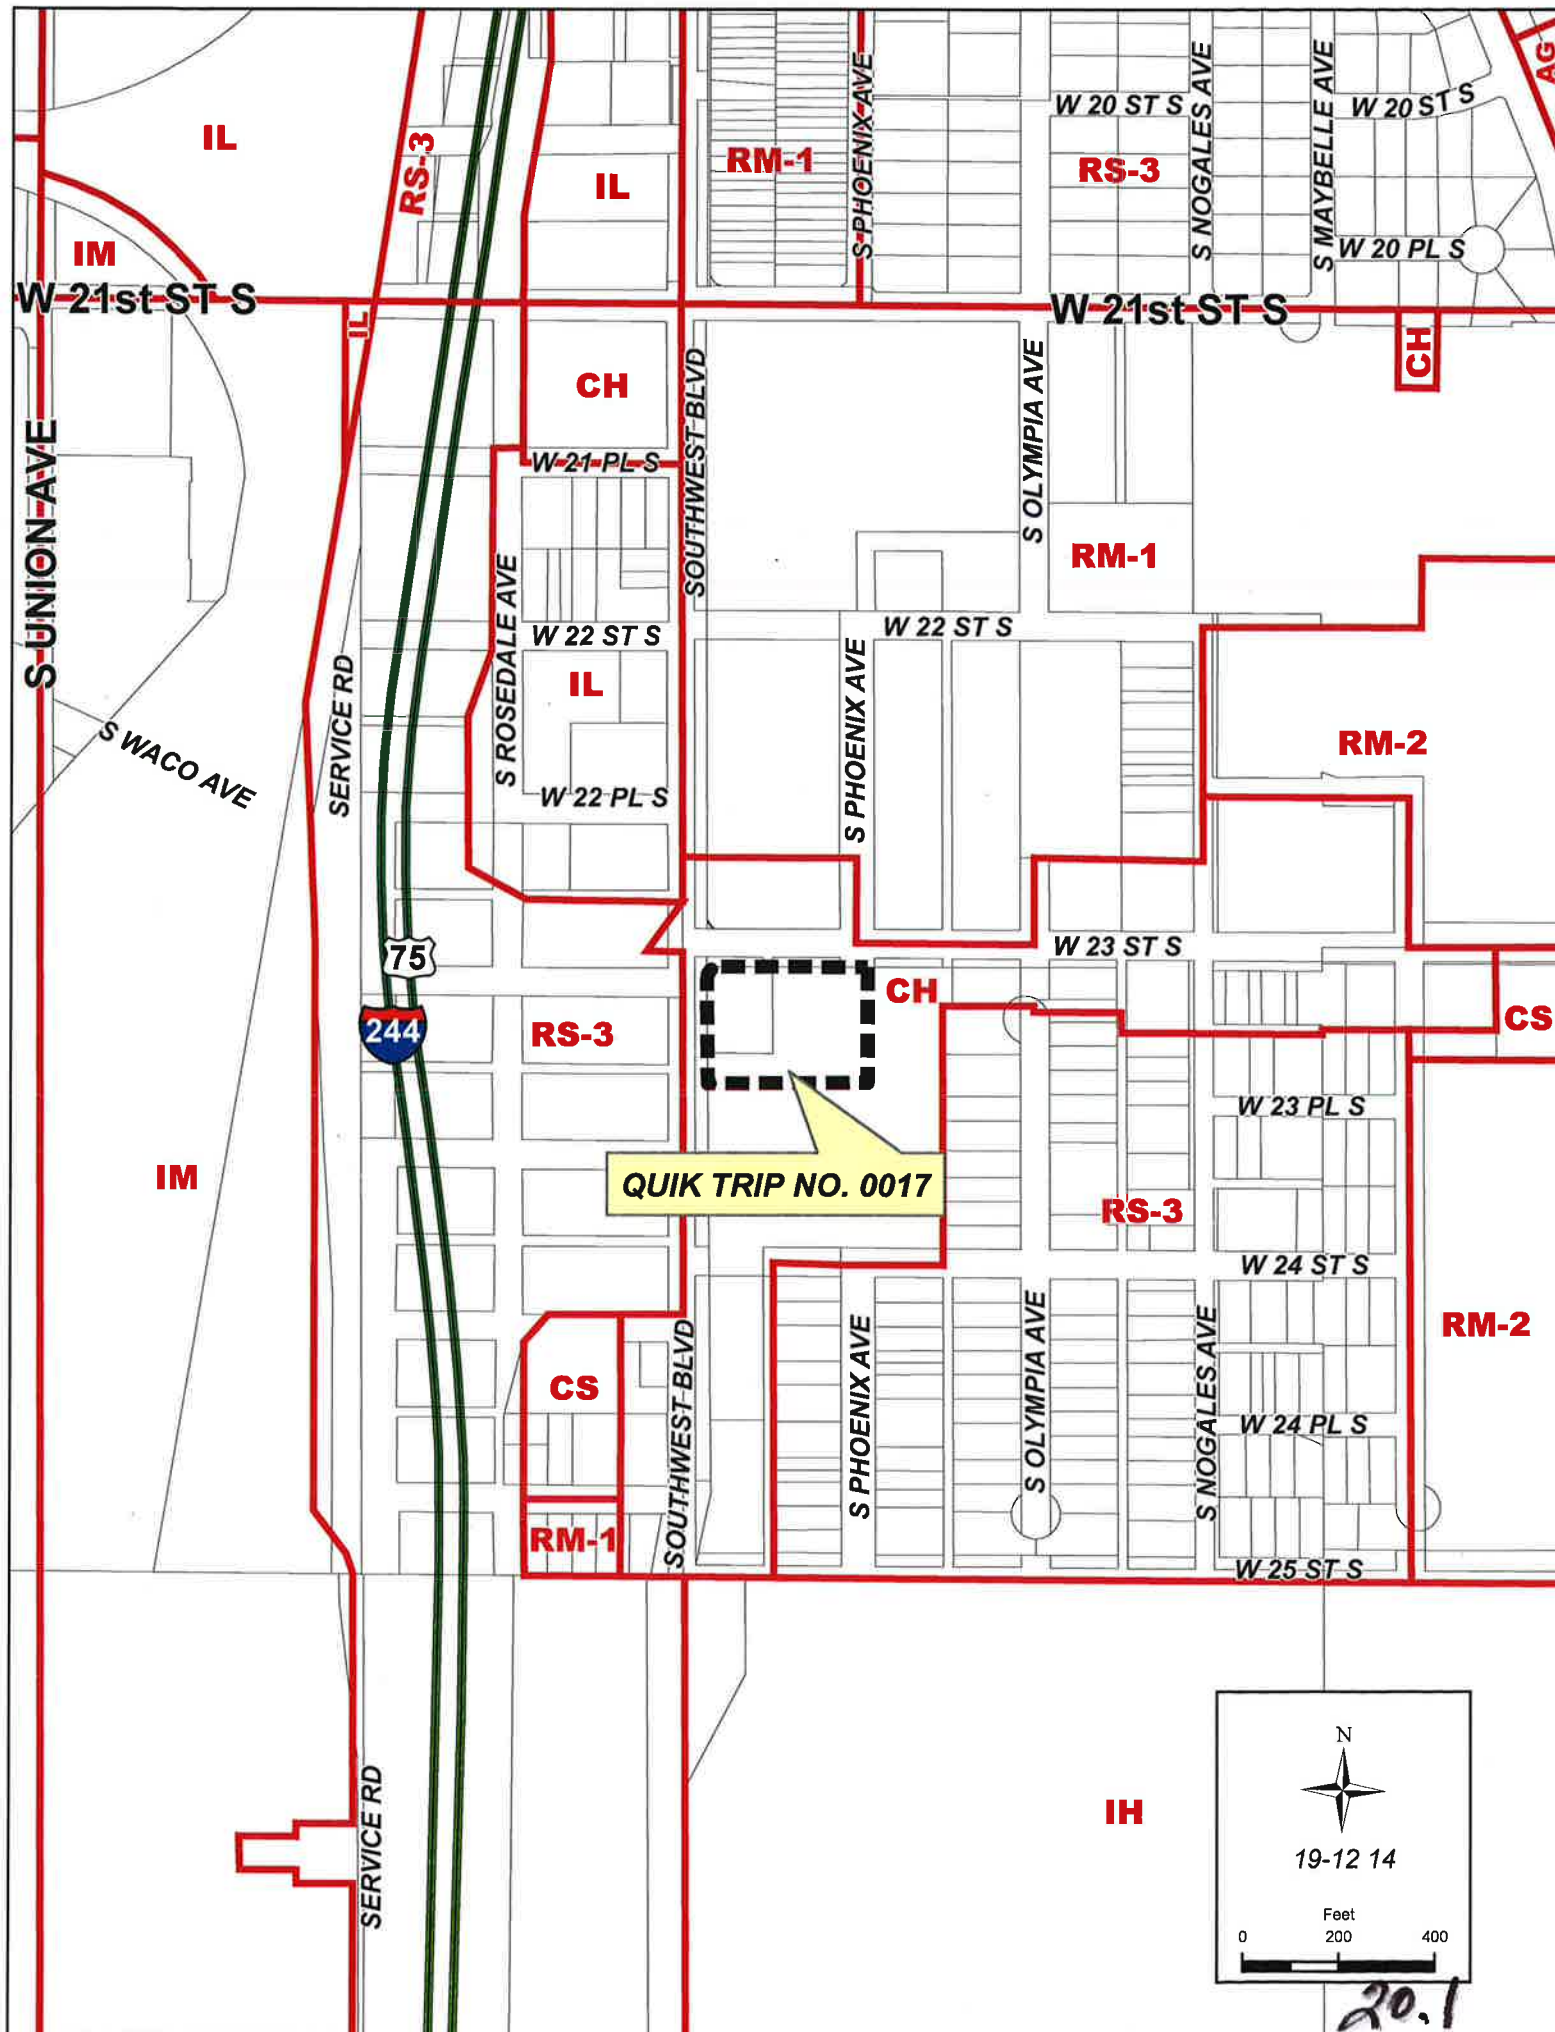 AG
W 20 ST S
W 20 ST S
S PHOENIX AVE
S NOGALES AVE
S MAYBELLE AVE
IL
RS-3
RM-1
RS-3
IL
W 20 PL S
IM
W 21st ST S
W 21st ST S
IL
CH
CH
SOUTHWEST BLVD
S OLYMPIA AVE
W 21 PL S
S UNION AVE
RM-1
S ROSEDALE AVE
W 22 ST S
W 22 ST S
IL
SERVICE RD
S PHOENIX AVE
RM-2
S WACO AVE
W 22 PL S
W 23 ST S
75
CH
CS
244
RS-3
W 23 PL S
IM
QUIK TRIP NO. 0017
RS-3
W 24 ST S
RM-2
CS
SOUTHWEST BLVD
S PHOENIX AVE
S OLYMPIA AVE
S NOGALES AVE
W 24 PL S
RM-1
W 25 ST S
SERVICE RD
IH
N
19-12 14
Feet
0 200 400
20.1